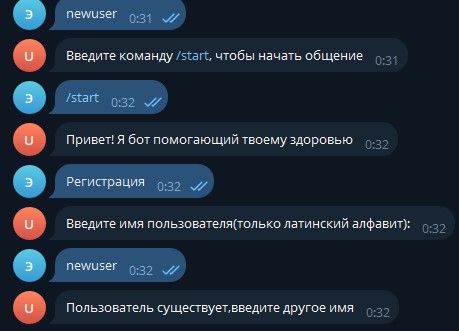 Э
newuser 0:31
U
Введите команду /start, чтобы начать общение 0:31
Э
/start 0:32
U
Привет! Я бот помогающий твоему здоровью 0:32
Э
Регистрация 0:32
U
Введите имя пользователя(только латинский алфавит): 0:32
Э
newuser 0:32
U
Пользователь существует,введите другое имя 0:32